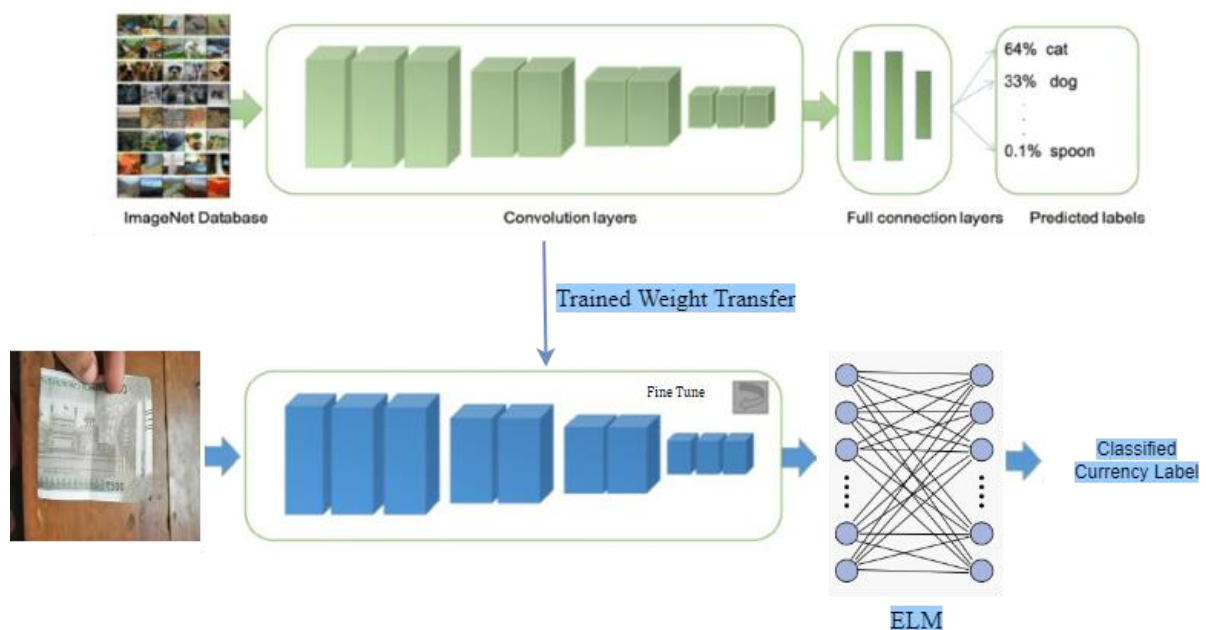 64% cat
33% dog
.
.
.
0.1% spoon
ImageNet Database
Convolution layers
Full connection layers
Predicted labels
Trained Weight Transfer
Fine Tune
500
Classified
Currency Label
ELM